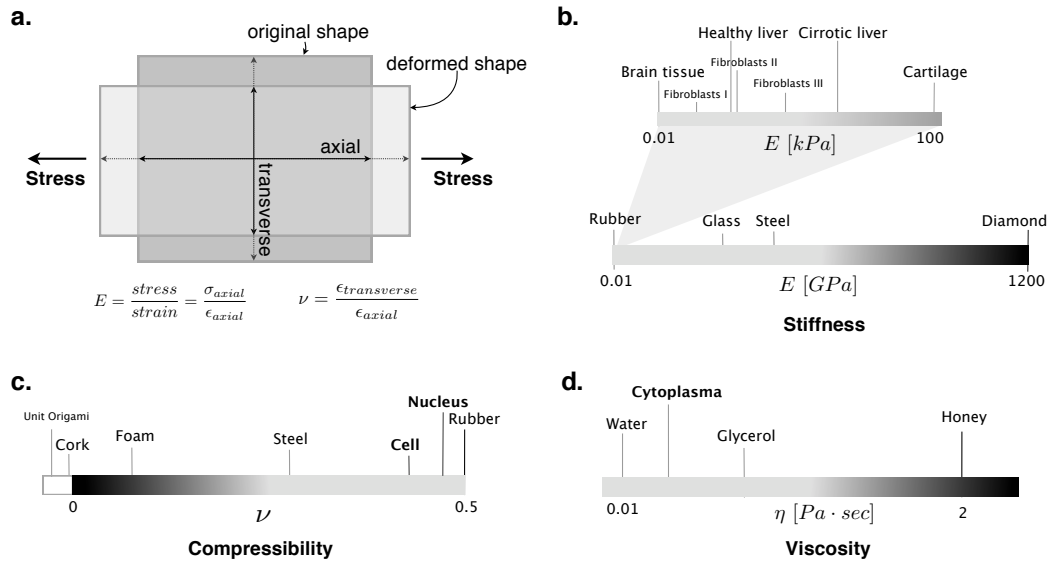 a.
original shape
deformed shape
axial
transverse
Stress
Stress
E = stress/strain = σ_axial/ϵ_axial
ν = ϵ_transverse/ϵ_axial
b.
Healthy liver
Cirrotic liver
Brain tissue
Fibroblasts II
Cartilage
Fibroblasts I
Fibroblasts III
0.01
E [kPa]
100
Rubber
Glass
Steel
Diamond
0.01
E [GPa]
1200
Stiffness
c.
Unit Origami
Cork
Foam
Steel
Cell
Nucleus
Rubber
0
ν
0.5
Compressibility
d.
Cytoplasma
Water
Glycerol
Honey
0.01
η [Pa · sec]
2
Viscosity